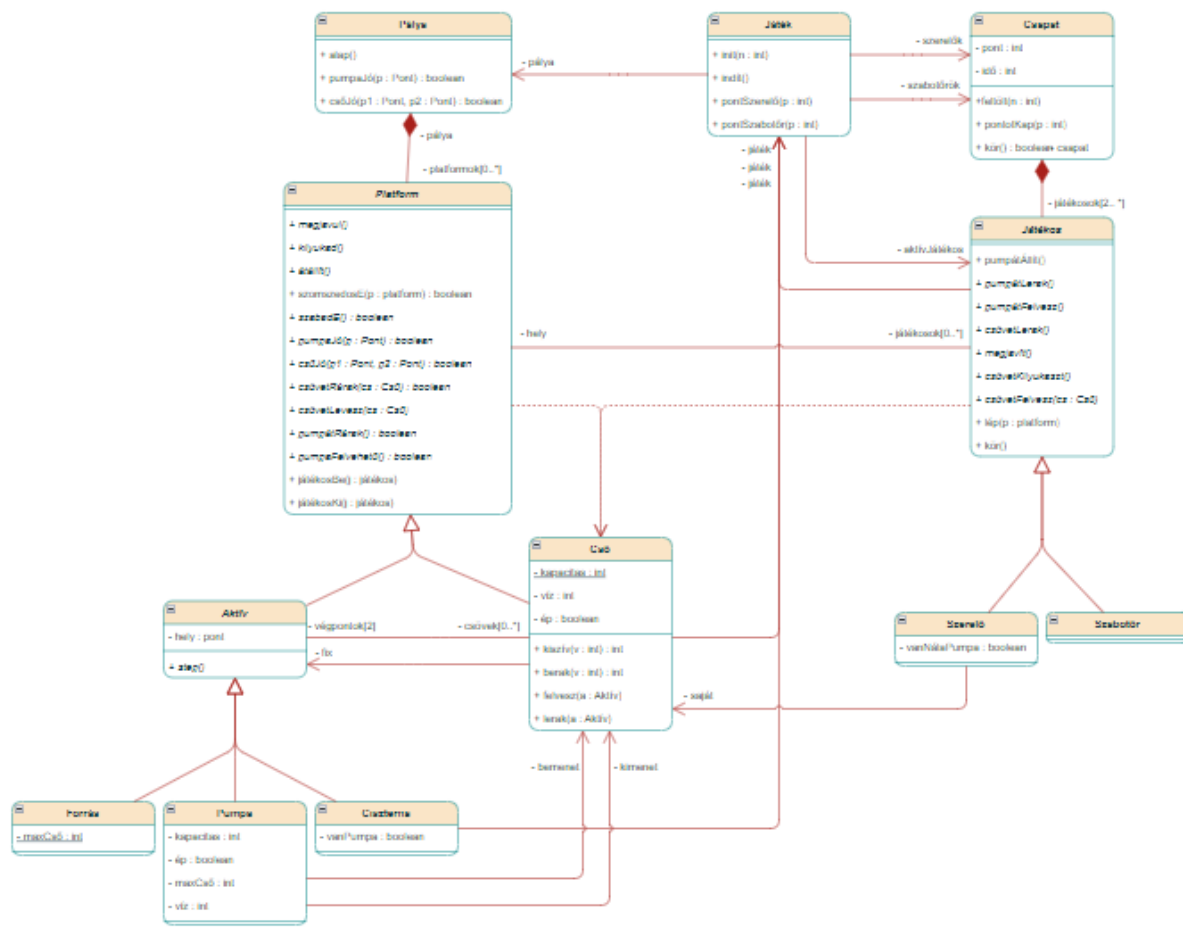 Pálya
+ alap()
+ pumpaJó(p : Pont) : boolean
+ csőJó(p1 : Pont, p2 : Pont) : boolean
Játék
+ init(n : int)
+ indít()
+ pontSzerelő(p : int)
+ pontSzabotőr(p : int)
Csapat
- pont : int
- idő : int
+feltölt(n : int)
+ pontotKap(p : int)
+ kör() : boolean
+ csapat
- pálya
- szerelők
- szabotőrök
- pálya
- platformok[0..*]
- játék
- játék
- játék
- játékosok[2..*]
- aktívJátékos
Platform
+ megjavul()
+ kilyukad()
+ átállít()
+ szomszedosE(p : platform) : boolean
+ szabadE() : boolean
+ pumpaJó(p : Pont) : boolean
+ csőJó(p1 : Pont, p2 : Pont) : boolean
+ csövetRárak(cs : Cső) : boolean
+ csövetLevesz(cs : Cső)
+ pumpátRárak() : boolean
+ pumpaFelvehető() : boolean
+ játékosBe(j : játékos)
+ játékosKi(j : játékos)
Játékos
+ pumpátÁllít()
+ pumpátLerak()
+ pumpátFelvesz()
+ csövetLerak()
+ megjavít()
+ csövetKilyukaszt()
+ csövetFelvesz(cs : Cső)
+ lép(p : platform)
+ kör()
- hely
- játékosok[0..*]
Cső
- kapacitas : int
- víz : int
- ép : boolean
+ kiszív(v : int) : int
+ berak(v : int) : int
+ felvesz(a : Aktív)
+ lerak(a : Aktív)
Aktív
- hely : pont
+ step()
- végpontok[2]
- csövek[0..*]
- fix
Szerelő
- vanNálaPumpa : boolean
Szabotőr
- saját
- bemenet
- kimenet
Forrás
- maxCső : int
Pumpa
- kapacitas : int
- ép : boolean
- maxCső : int
- víz : int
Ciszterna
- vanPumpa : boolean